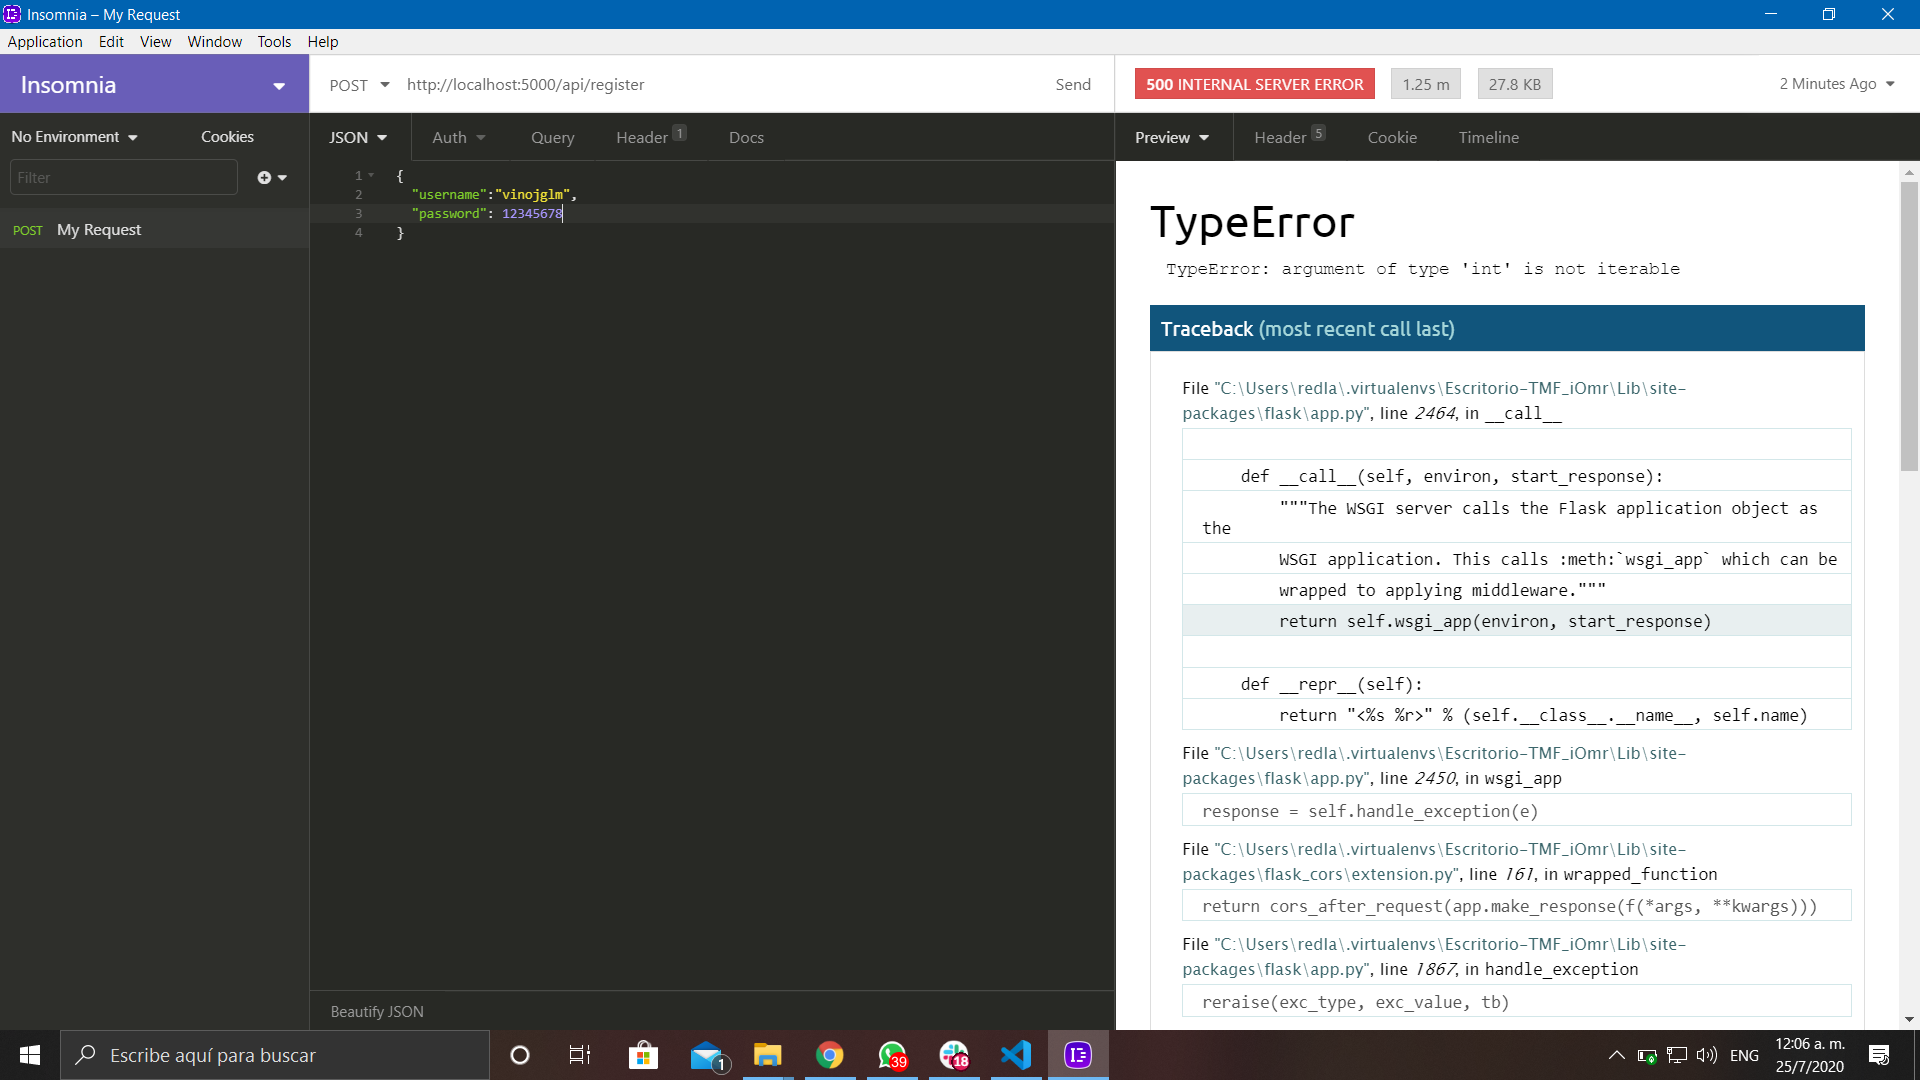 Insomnia – My Request
Application Edit View Window Tools Help
Insomnia
POST http://localhost:5000/api/register Send
500 INTERNAL SERVER ERROR 1.25 m 27.8 KB 2 Minutes Ago
No Environment Cookies
JSON Auth Query Header 1 Docs
Preview Header 5 Cookie Timeline
Filter
POST My Request
1 {
2 "username":"vinojglm",
3 "password": 12345678
4 }
Beautify JSON
TypeError
TypeError: argument of type 'int' is not iterable
Traceback (most recent call last)
File "C:\Users\redla\.virtualenvs\Escritorio-TMF_iOmr\Lib\site-
packages\flask\app.py", line 2464, in __call__
def __call__(self, environ, start_response):
"""The WSGI server calls the Flask application object as
the
WSGI application. This calls :meth:`wsgi_app` which can be
wrapped to applying middleware."""
return self.wsgi_app(environ, start_response)
def __repr__(self):
return "<%s %r>" % (self.__class__.__name__, self.name)
File "C:\Users\redla\.virtualenvs\Escritorio-TMF_iOmr\Lib\site-
packages\flask\app.py", line 2450, in wsgi_app
response = self.handle_exception(e)
File "C:\Users\redla\.virtualenvs\Escritorio-TMF_iOmr\Lib\site-
packages\flask_cors\extension.py", line 161, in wrapped_function
return cors_after_request(app.make_response(f(*args, **kwargs)))
File "C:\Users\redla\.virtualenvs\Escritorio-TMF_iOmr\Lib\site-
packages\flask\app.py", line 1867, in handle_exception
reraise(exc_type, exc_value, tb)
Escribe aquí para buscar
1
39
18
ENG
12:06 a. m.
25/7/2020